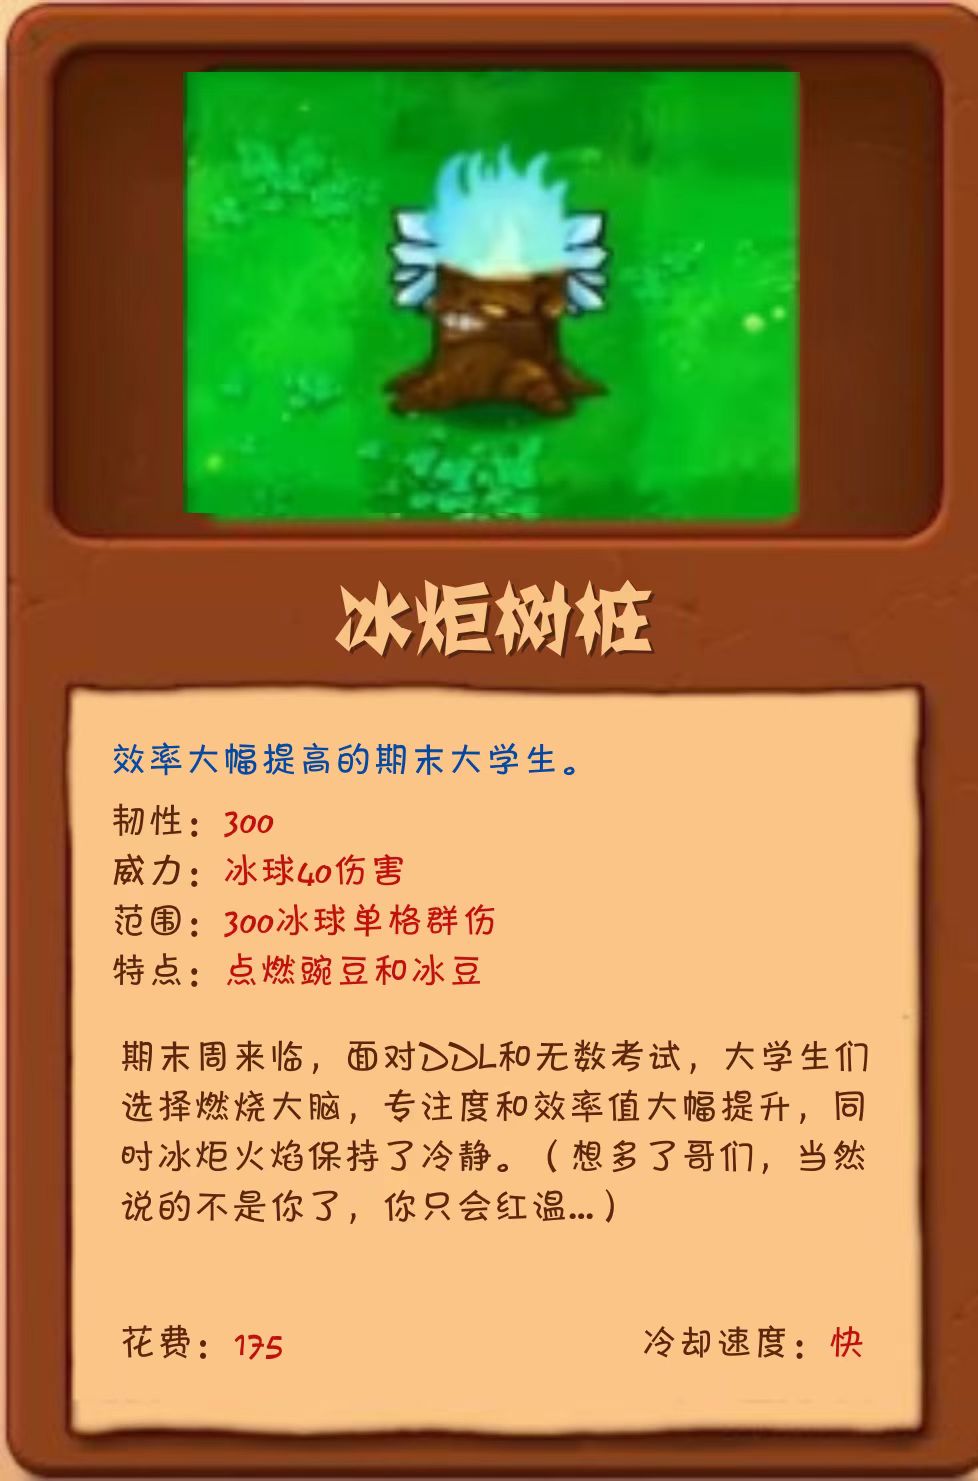 冰炬树桩
效率大幅提高的期末大学生。
韧性：300
威力：冰球40伤害
范围：300冰球单格群伤
特点：点燃豌豆和冰豆
期末周来临，面对DDL和无数考试，大学生们
选择燃烧大脑，专注度和效率值大幅提升，同
时冰炬火焰保持了冷静。（想多了哥们，当然
说的不是你了，你只会红温...）
花费：175
冷却速度：快